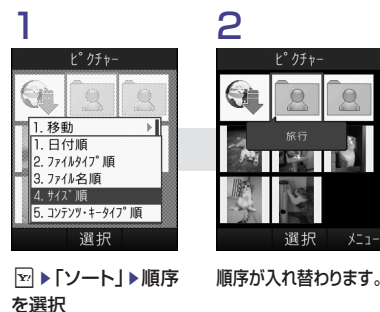 1
ピクチャー
1. 移動
1. 日付順
2. ファイルタイプ順
3. ファイル名順
4. サイズ順
5. コンテンツ・キータイプ順
選択
▶「ソート」▶順序
を選択
2
ピクチャー
旅行
選択 メニュー
順序が入れ替わります。